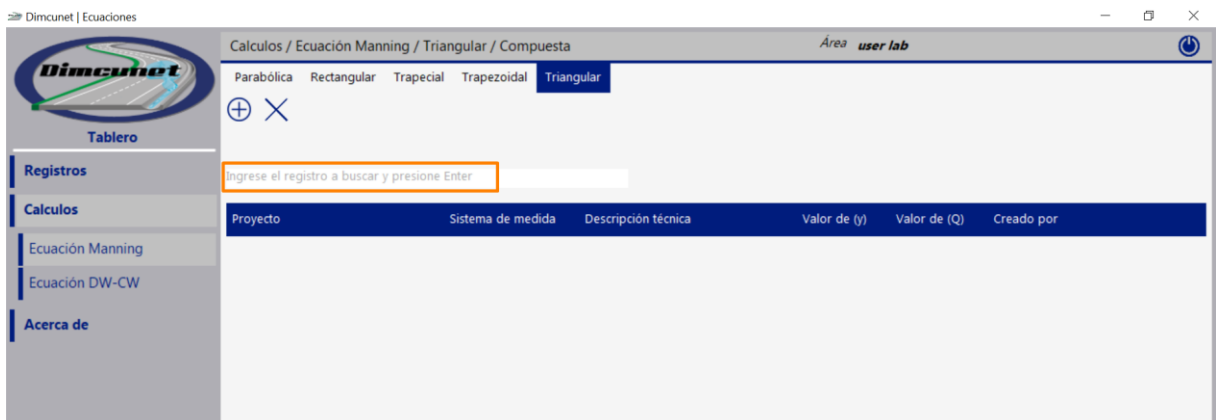 Dimcunet | Ecuaciones
Dimcunet
Tablero
Registros
Calculos
Ecuación Manning
Ecuación DW-CW
Acerca de
Calculos / Ecuación Manning / Triangular / Compuesta Área user lab
Parabólica Rectangular Trapecial Trapezoidal Triangular
Ingrese el registro a buscar y presione Enter
Proyecto Sistema de medida Descripción técnica Valor de (y) Valor de (Q) Creado por